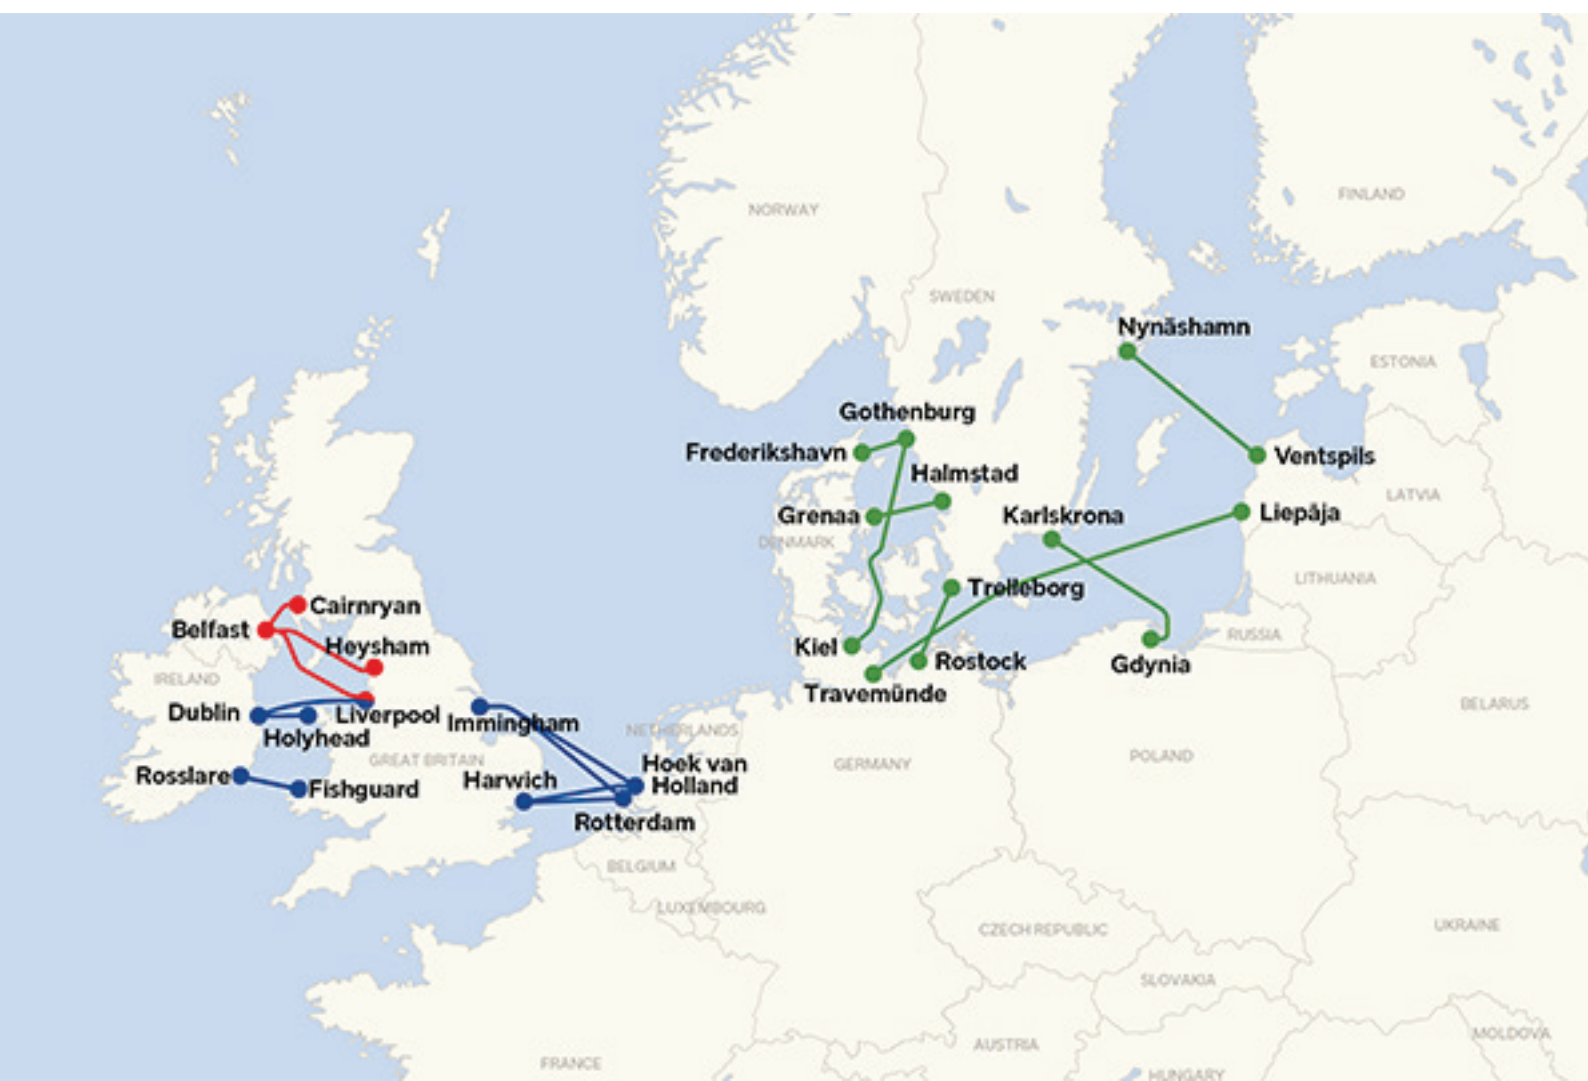 NORWAY
FINLAND
SWEDEN
Nynäshamn
ESTONIA
Gothenburg
Frederikshavn
Ventspils
Halmstad
LATVIA
Grenaa
Karlskrona
Liepåja
DENMARK
LITHUANIA
Trelleborg
Cairnryan
Belfast
Heysham
RUSSIA
Kiel
Rostock
Gdynia
IRELAND
Travemünde
Dublin
Liverpool
Immingham
Holyhead
NETHERLANDS
BELARUS
GREAT BRITAIN
POLAND
Hoek van
Holland
GERMANY
Rosslare
Fishguard
Harwich
Rotterdam
BELGIUM
LUXEMBOURG
CZECH REPUBLIC
UKRAINE
SLOVAKIA
MOLDOVA
AUSTRIA
FRANCE
HUNGARY